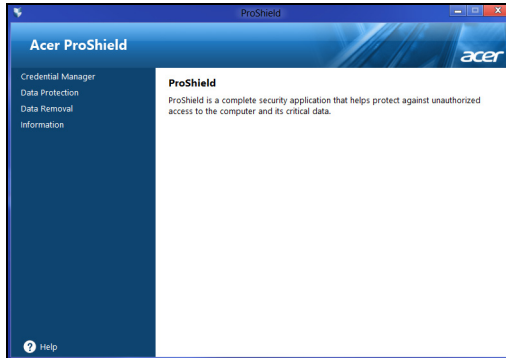 ProShield
Acer ProShield
acer
Credential Manager
Data Protection
Data Removal
Information
ProShield
ProShield is a complete security application that helps protect against unauthorized
access to the computer and its critical data.
? Help